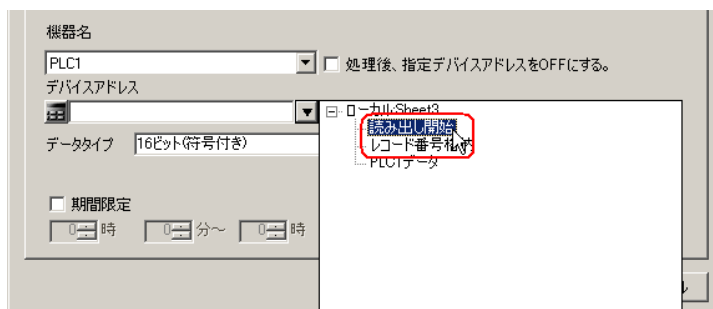 機器名
PLC1
処理後、指定デバイスアドレスをOFFにする。
デバイスアドレス
ローカル:Sheet3
読み出し開始
レコード番号格納
PLC1データ
データタイプ
16ビット(符号付き)
期間限定
0 時 0 分～ 0 時
ル